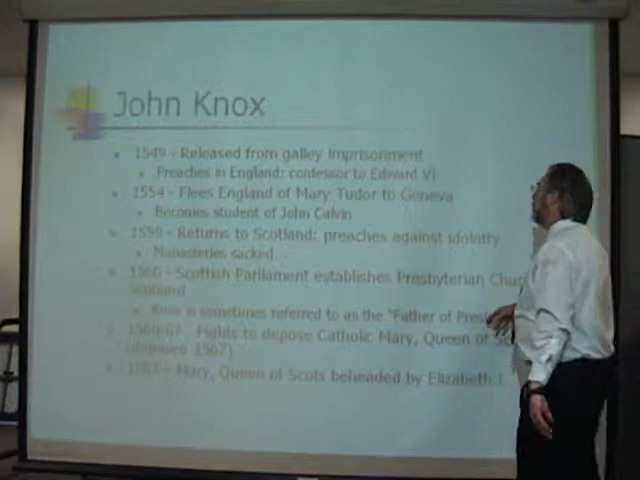 John Knox
1549 - Released from galley imprisonment
Preaches in England; confessor to Edward VI
1554 - Flees England of Mary Tudor to Geneva
Becomes student of John Calvin
1559 - Returns to Scotland; preaches against idolatry
Monasteries sacked
1560 - Scottish Parliament establishes Presbyterian
Scotland
Knox is sometimes referred to as the "Father of
Fights to depose Catholic Mary, Queen of
(deposed 1567)
Mary, Queen of Scots beheaded by Elizabeth I